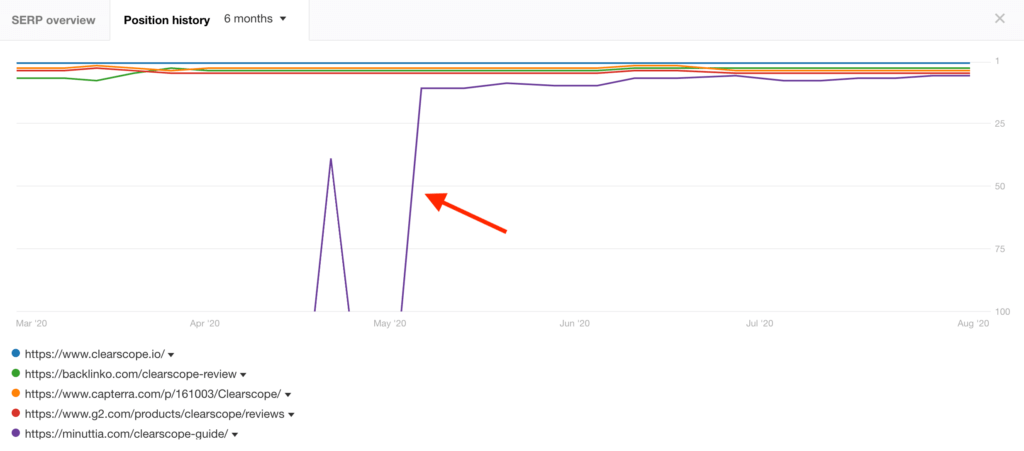 SERP overview Position history 6 months
1
25
50
75
100
Mar '20 Apr '20 May '20 Jun '20 Jul '20 Aug '20
https://www.clearscope.io/
https://backlinko.com/clearscope-review
https://www.capterra.com/p/161003/Clearscope/
https://www.g2.com/products/clearscope/reviews
https://minuttia.com/clearscope-guide/